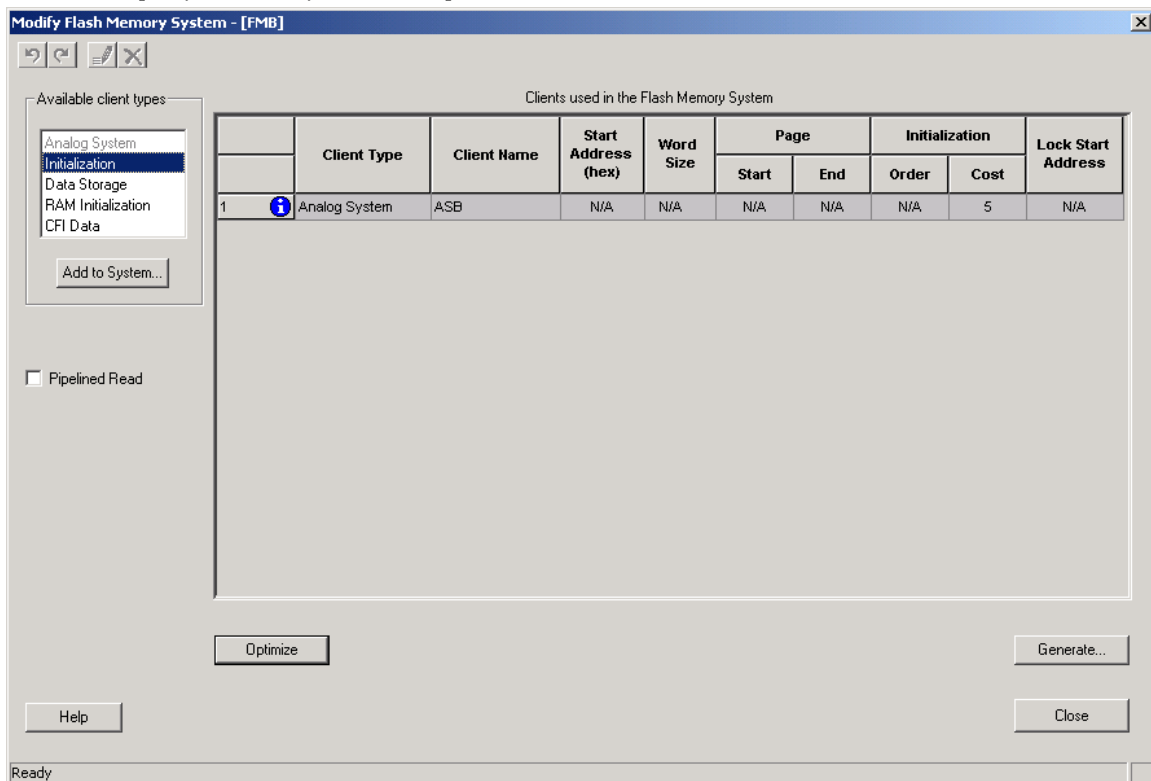 Modify Flash Memory System - [FMB]
Available client types
Analog System
Initialization
Data Storage
RAM Initialization
CFI Data
Add to System...
Pipelined Read
Clients used in the Flash Memory System
Client Type Client Name Start Address (hex) Word Size Page Initialization Lock Start Address
Start End Order Cost
1 Analog System ASB N/A N/A N/A N/A N/A 5 N/A
Optimize
Generate...
Help
Close
Ready